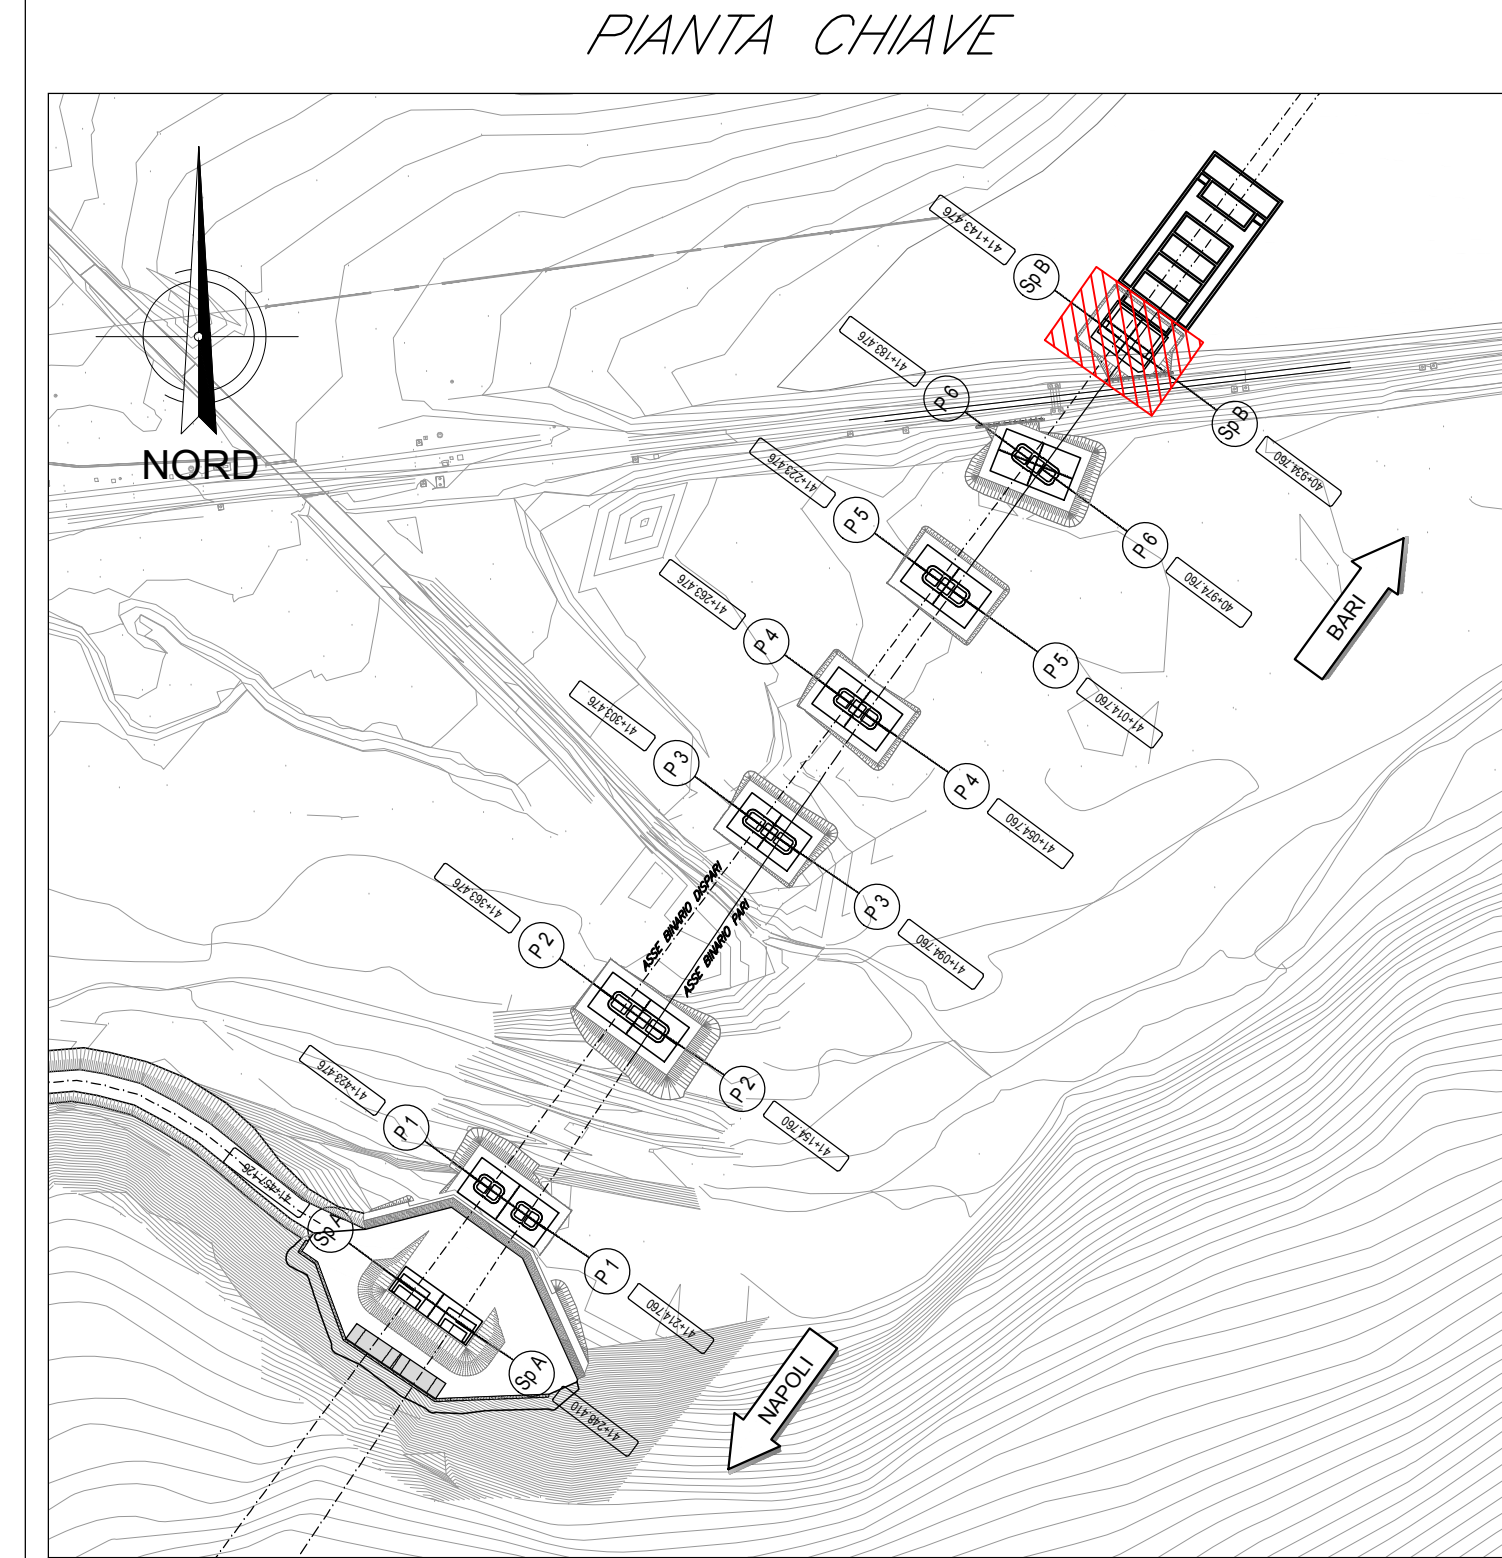 PIANTA CHIAVE
NORD
41+143.476
Sp B
41+183.476
P 6
41+223.476
P 5
41+263.476
P 4
41+303.476
P 3
41+363.476
P 2
41+423.476
P 1
41+457.126
Sp A
Sp B
40+934.760
P 6
40+974.760
P 5
41+014.760
P 4
41+054.760
P 3
41+094.760
P 2
41+154.760
P 1
41+214.760
Sp A
41+248.410
ASSE BINARIO DISPARI
ASSE BINARIO PARI
BARI
NAPOLI